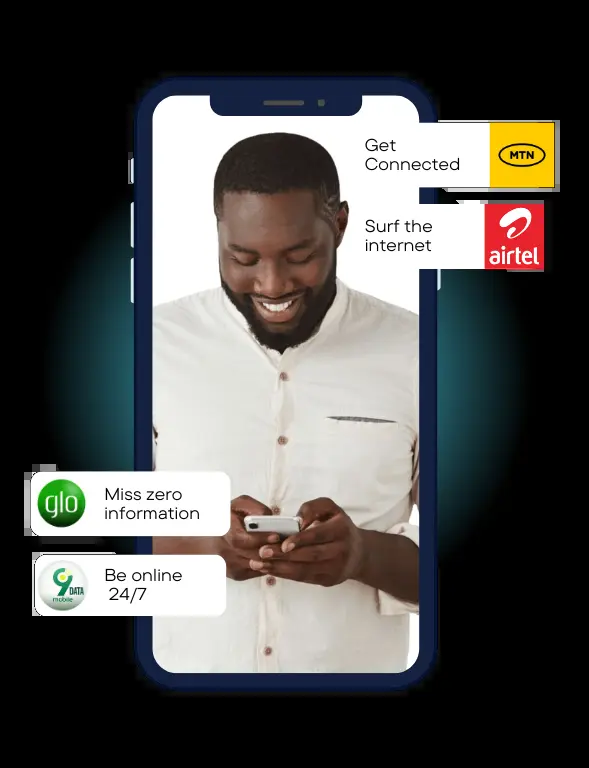 Get
Connected
MTN
Surf the
internet
airtel
glo
Miss zero
information
9
DATA
mobile
Be online
24/7